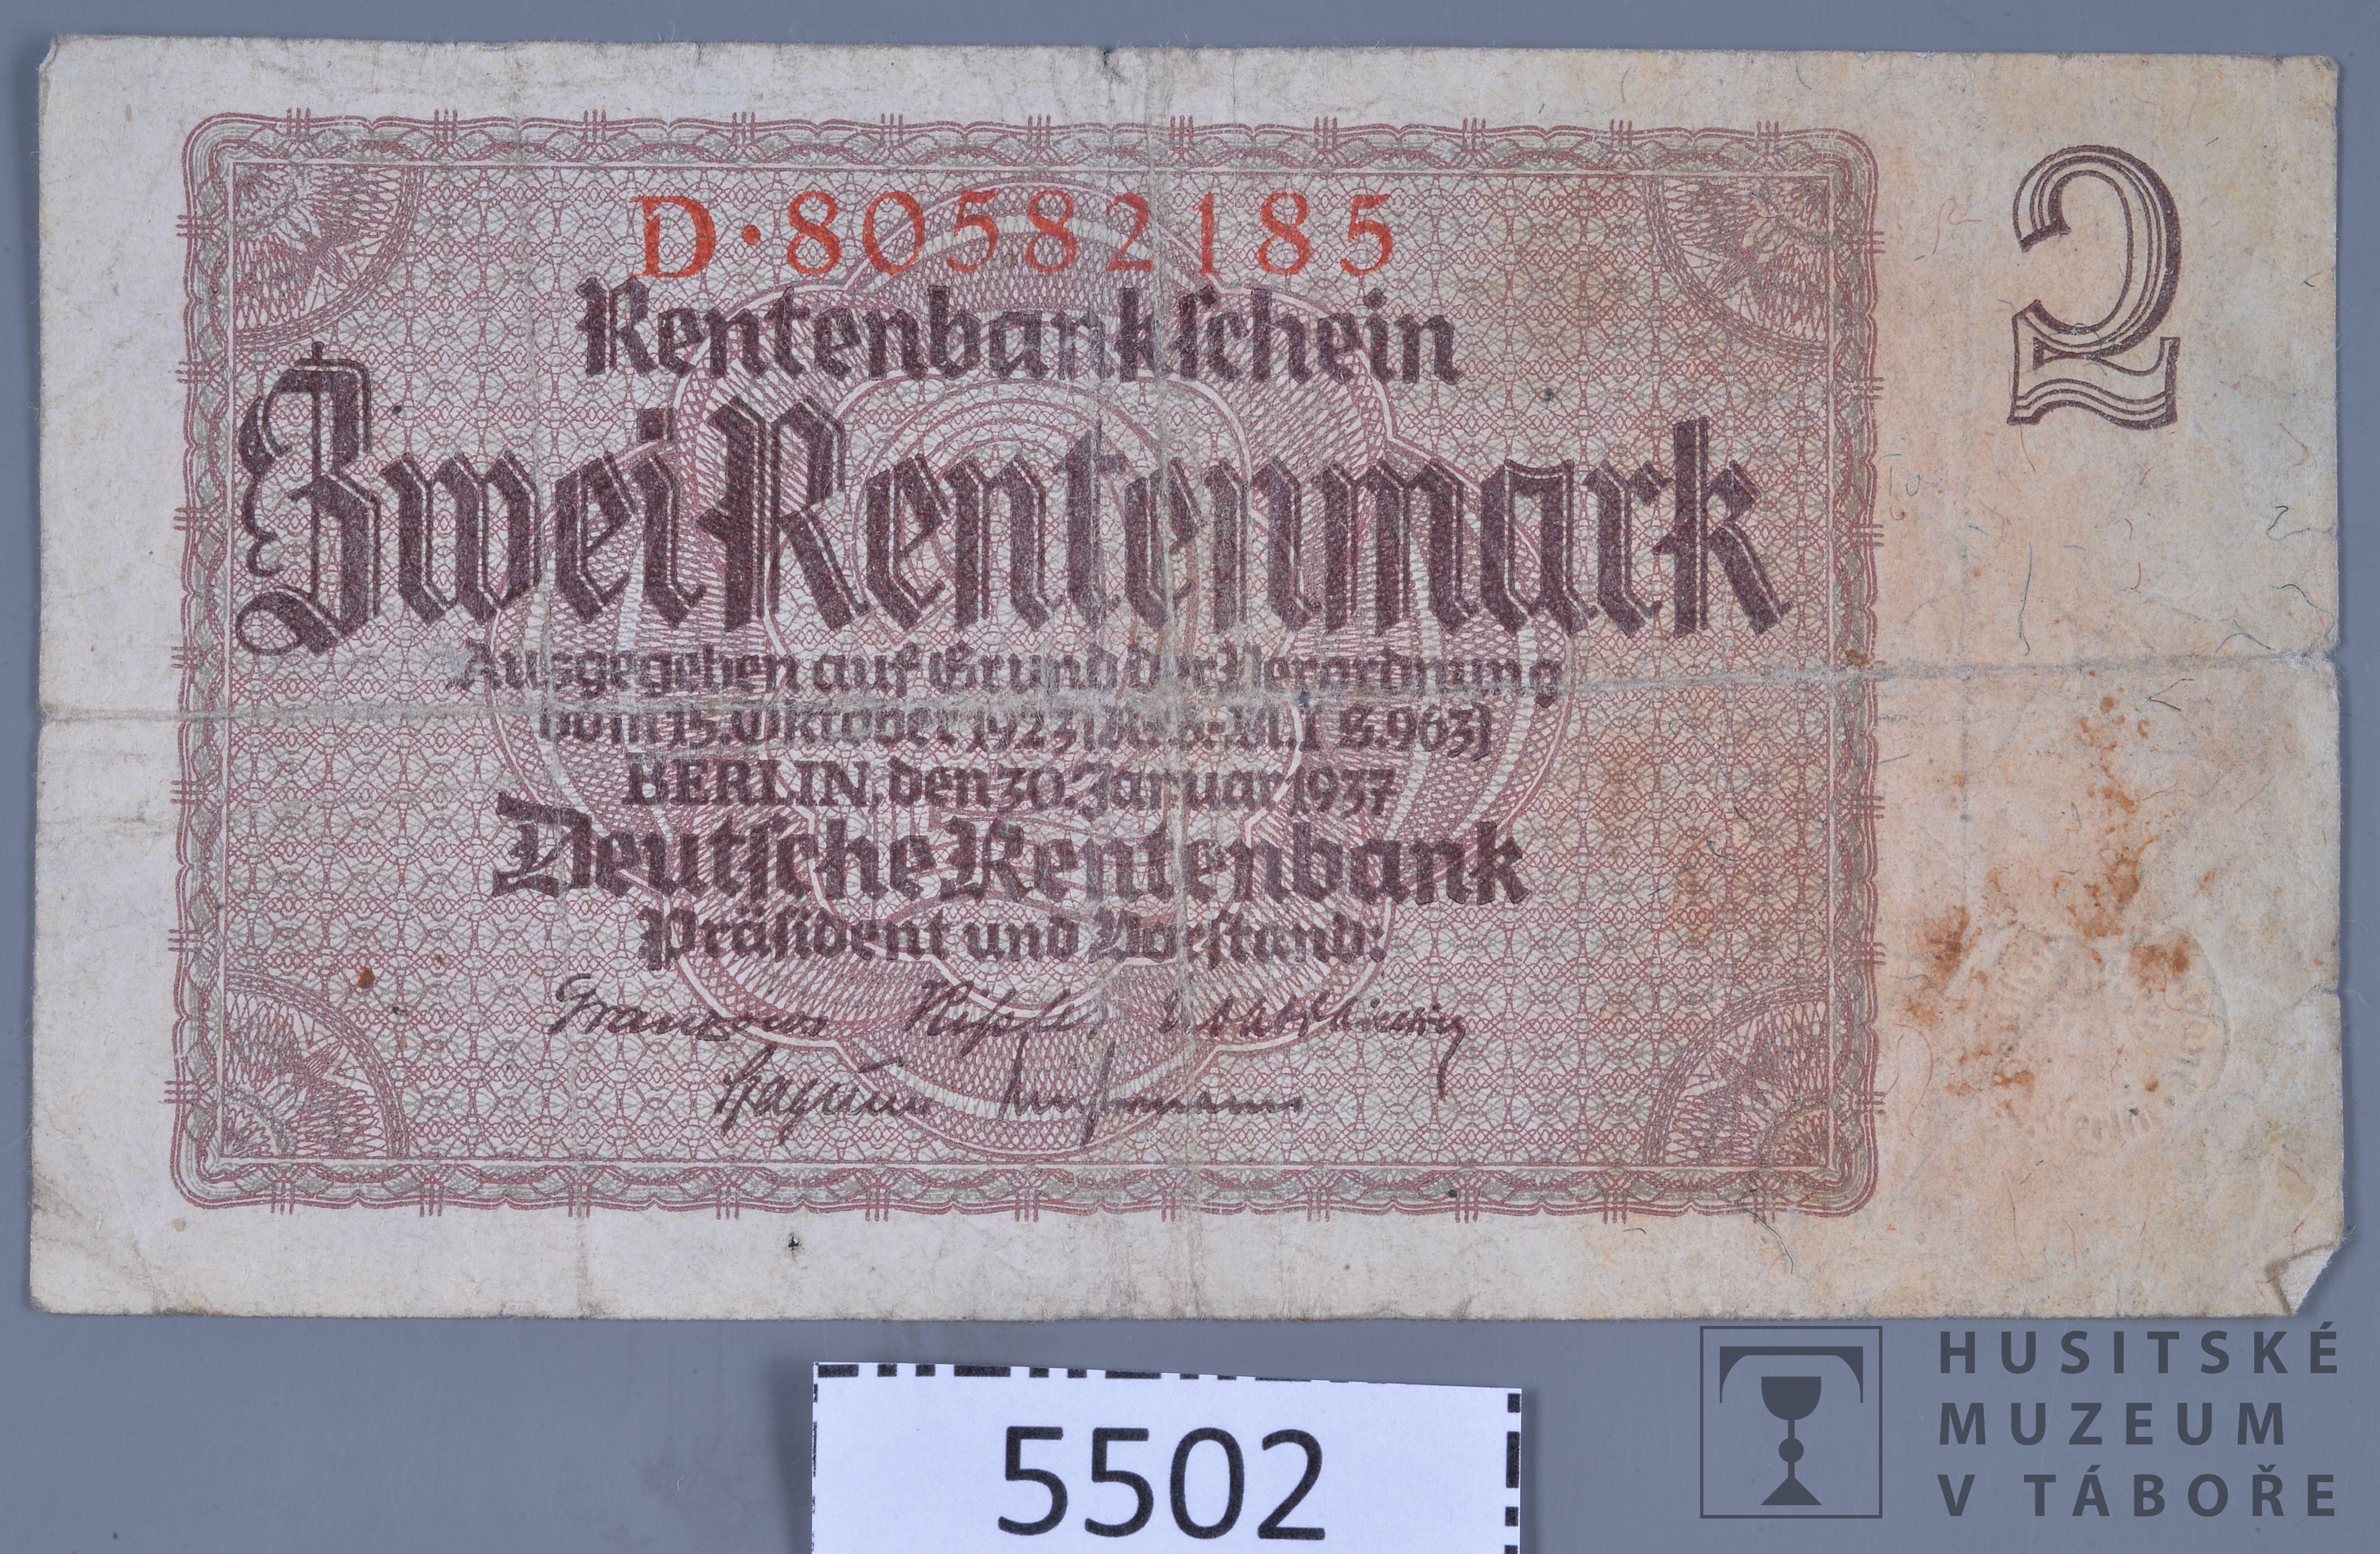 D·80582185
Rentenbankschein
2
Zwei Rentenmark
Ausgegeben auf Grund der Verordnung
vom 15. Oktober 1923 (R.G.Bl. I S. 963)
BERLIN, den 30. Januar 1937
Deutsche Rentenbank
Präsident und Vorstand:
5502
HUSITSKÉ
MUZEUM
V TÁBOŘE